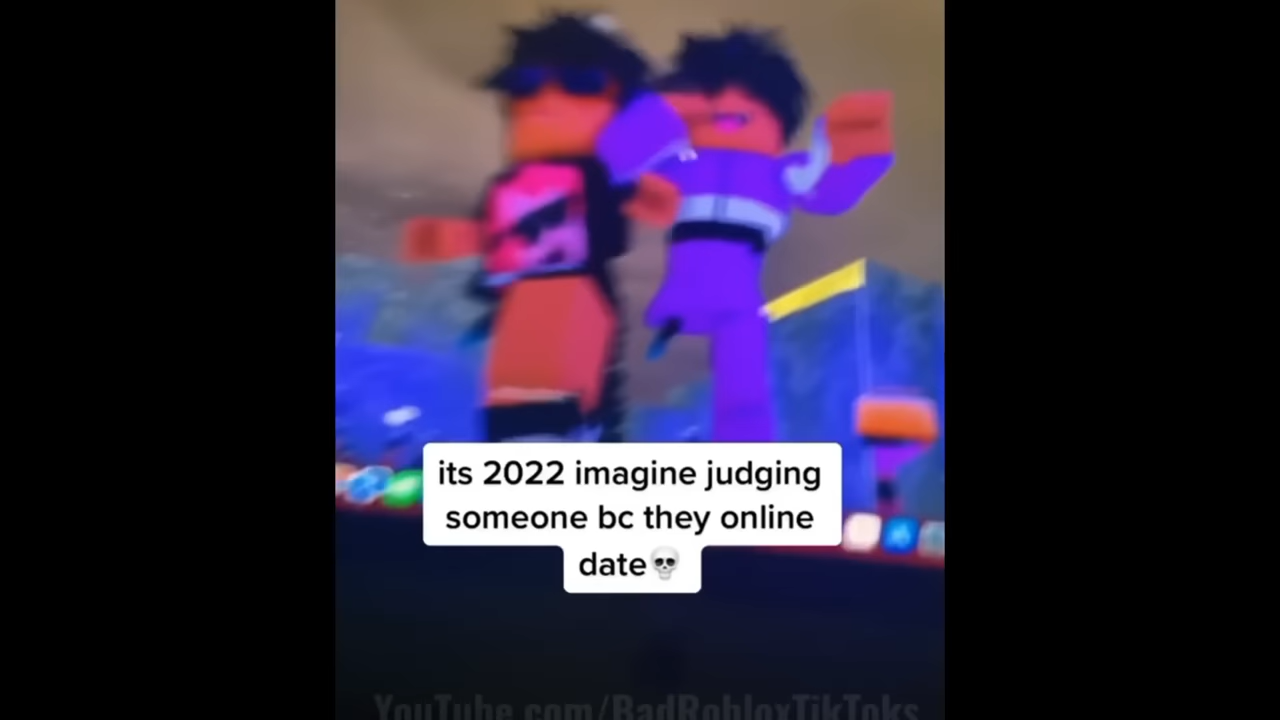 its 2022 imagine judging
someone bc they online
date💀
YouTube.com/BadRobloxTikToks